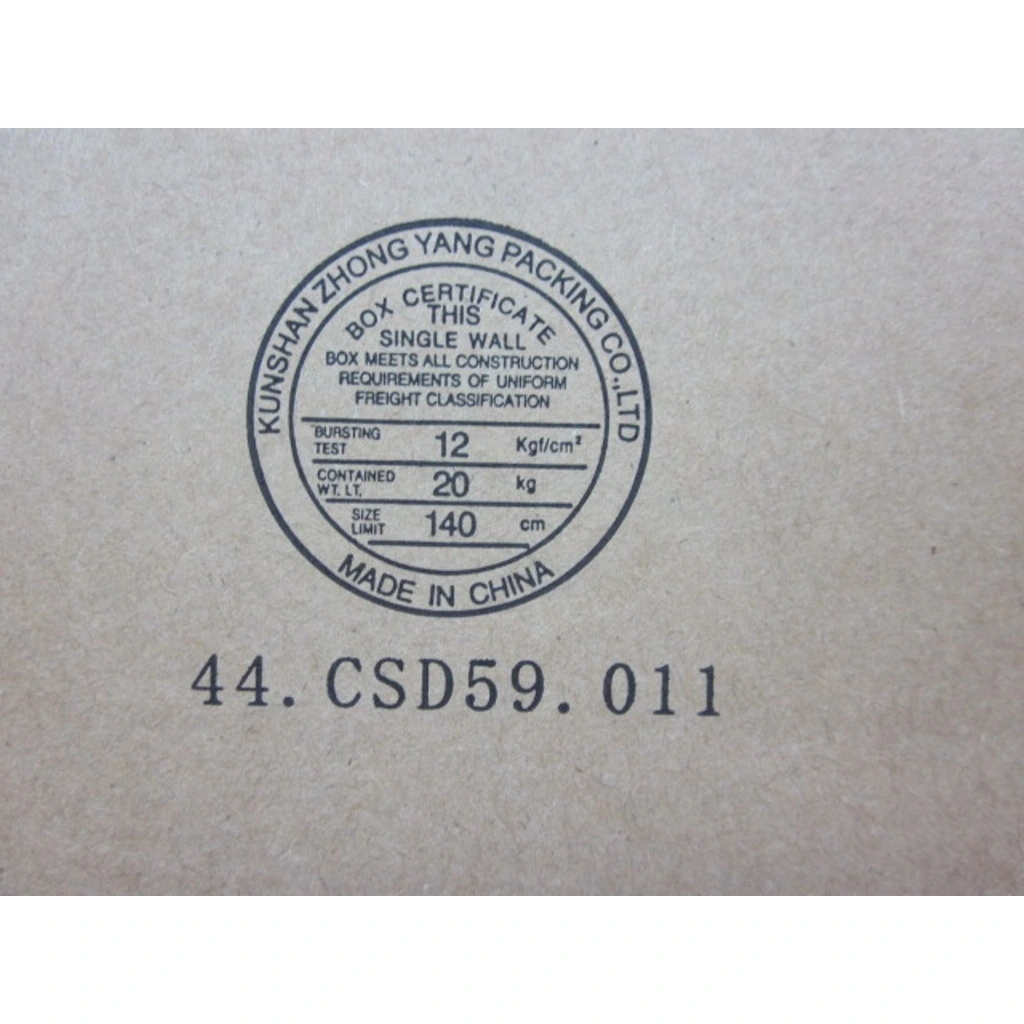 KUNSHAN ZHONG YANG PACKING CO.,LTD
BOX CERTIFICATE
THIS
SINGLE WALL
BOX MEETS ALL CONSTRUCTION
REQUIREMENTS OF UNIFORM
FREIGHT CLASSIFICATION
BURSTING TEST 12 Kgf/cm²
CONTAINED WT. LT. 20 kg
SIZE LIMIT 140 cm
MADE IN CHINA
44.CSD59.011